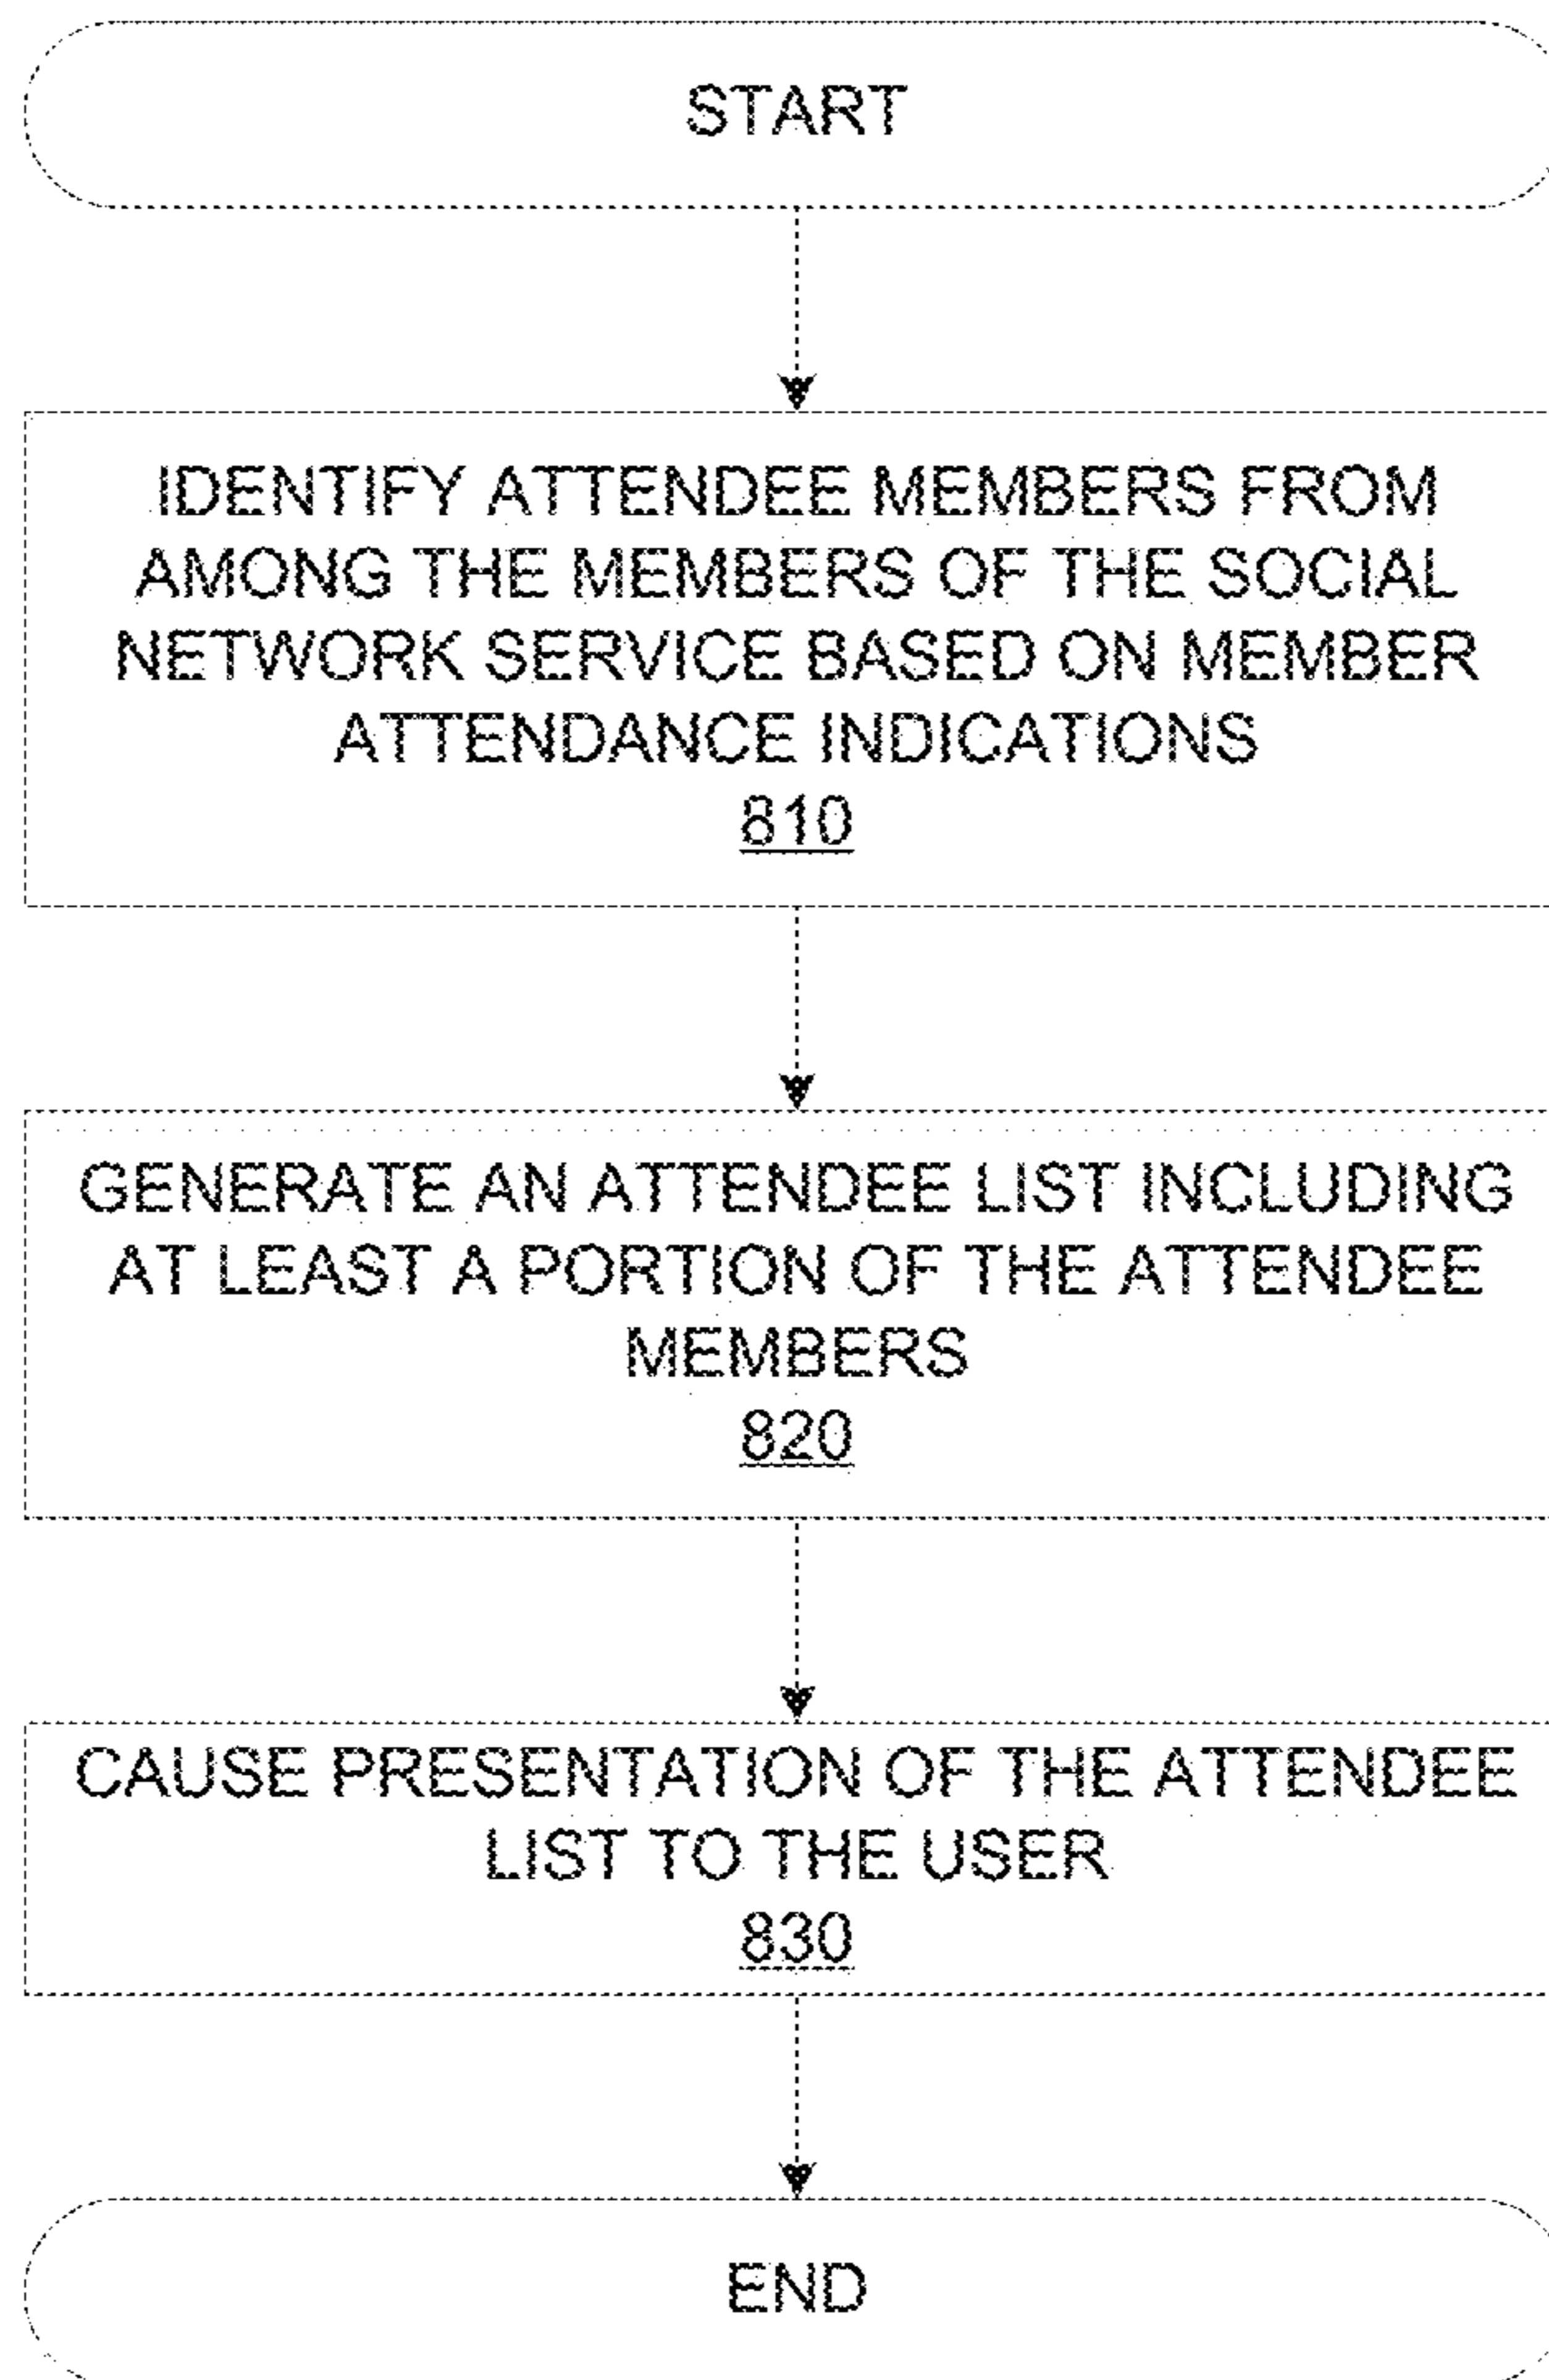 START
IDENTIFY ATTENDEE MEMBERS FROM
AMONG THE MEMBERS OF THE SOCIAL
NETWORK SERVICE BASED ON MEMBER
ATTENDANCE INDICATIONS
810
GENERATE AN ATTENDEE LIST INCLUDING
AT LEAST A PORTION OF THE ATTENDEE
MEMBERS
820
CAUSE PRESENTATION OF THE ATTENDEE
LIST TO THE USER
830
END